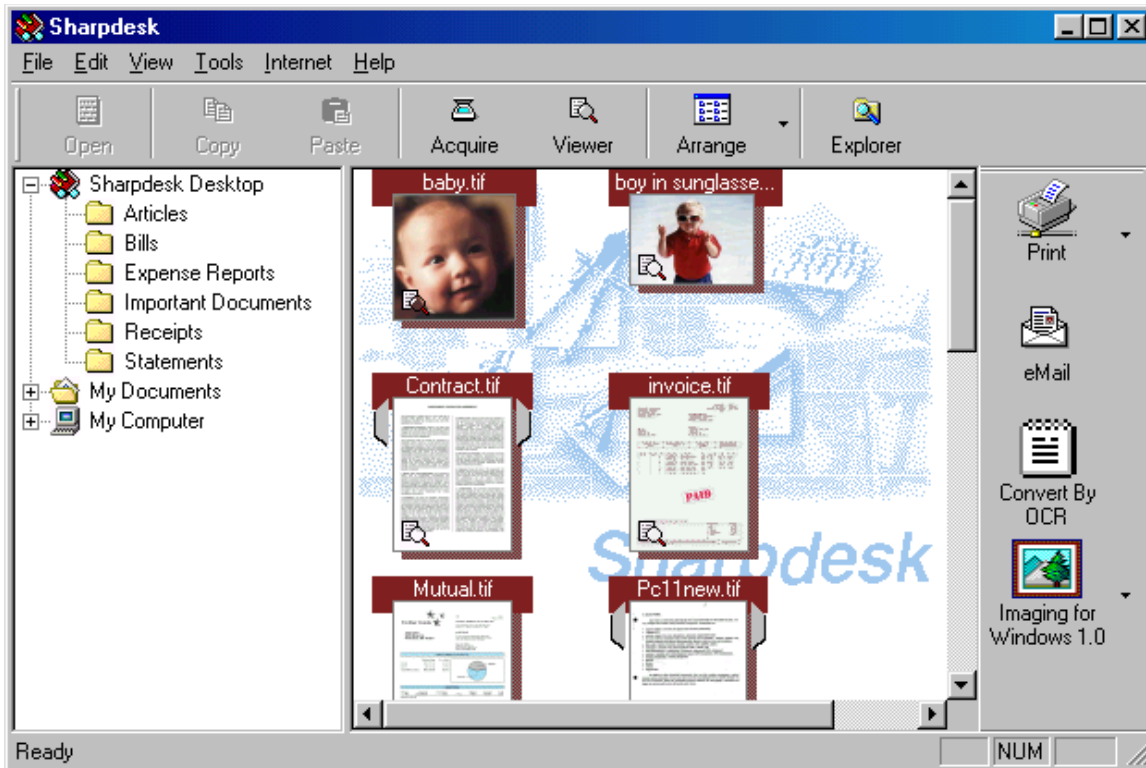 Sharpdesk
File Edit View Tools Internet Help
Open Copy Paste Acquire Viewer Arrange Explorer
Sharpdesk Desktop
Articles
Bills
Expense Reports
Important Documents
Receipts
Statements
My Documents
My Computer
baby.tif boy in sunglasse...
Contract.tif invoice.tif
PAID
Sharpdesk
Mutual.tif Pc11new.tif
Print
eMail
Convert By
OCR
Imaging for
Windows 1.0
Ready NUM